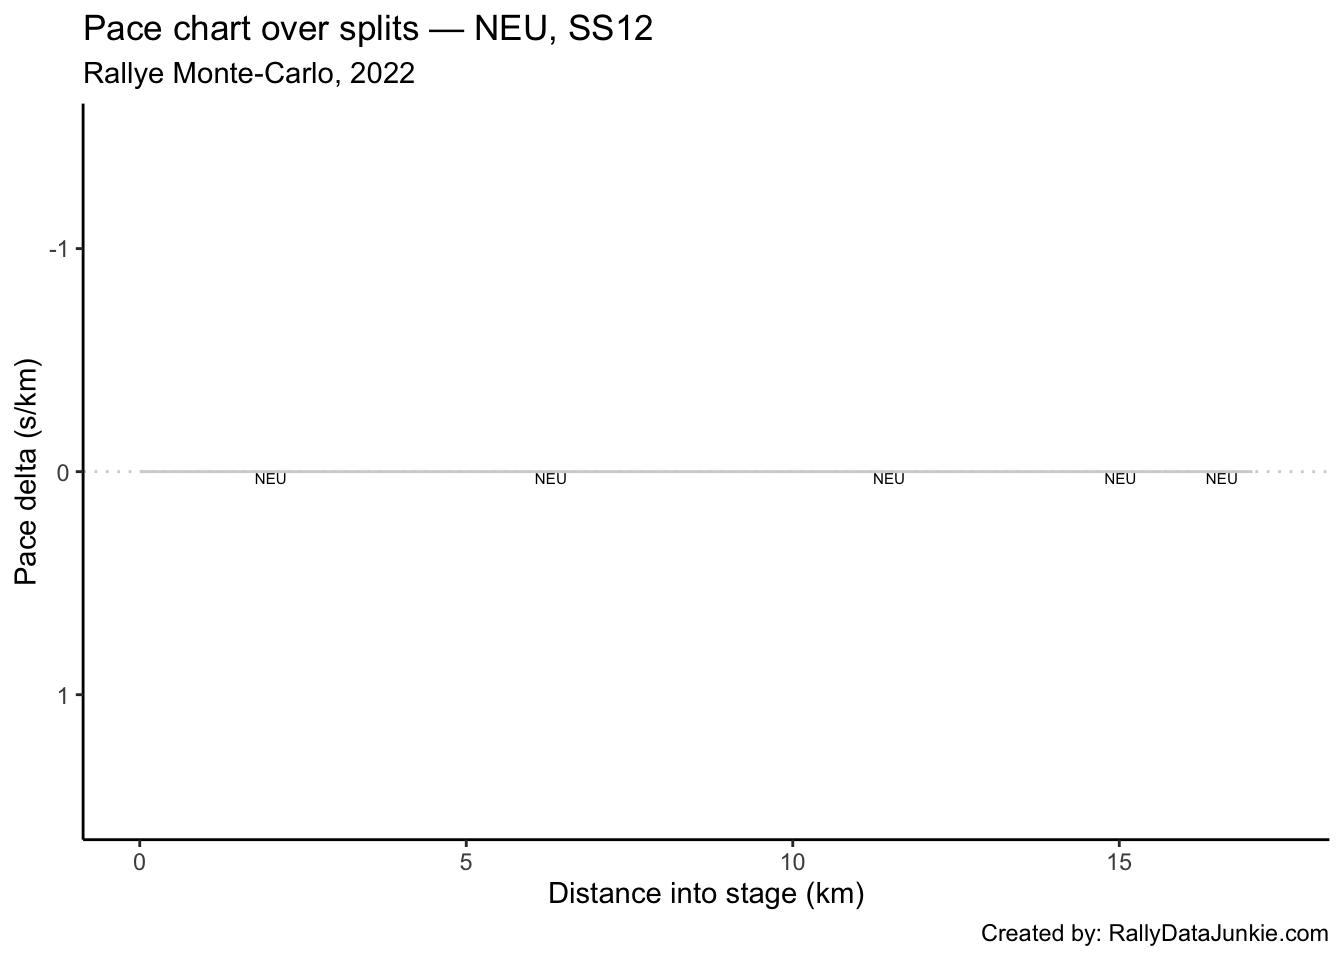 Pace chart over splits — NEU, SS12
Rallye Monte-Carlo, 2022
Pace delta (s/km)
-1
0
1
NEU NEU NEU NEU NEU
0 5 10 15
Distance into stage (km)
Created by: RallyDataJunkie.com